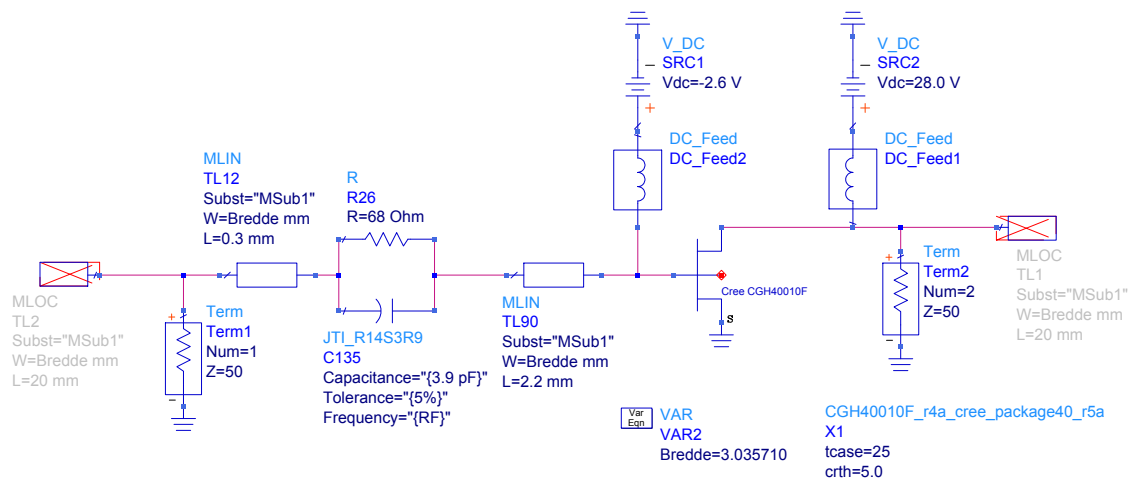 V_DC
SRC1
Vdc=-2.6 V
V_DC
SRC2
Vdc=28.0 V
DC_Feed
DC_Feed2
DC_Feed
DC_Feed1
MLIN
TL12
Subst="MSub1"
W=Bredde mm
L=0.3 mm
R
R26
R=68 Ohm
MLOC
TL2
Subst="MSub1"
W=Bredde mm
L=20 mm
Term
Term1
Num=1
Z=50
JTI_R14S3R9
C135
Capacitance="{3.9 pF}"
Tolerance="{5%}"
Frequency="{RF}"
MLIN
TL90
Subst="MSub1"
W=Bredde mm
L=2.2 mm
Cree CGH40010F
S
Term
Term2
Num=2
Z=50
MLOC
TL1
Subst="MSub1"
W=Bredde mm
L=20 mm
Var
Eqn
VAR
VAR2
Bredde=3.035710
CGH40010F_r4a_cree_package40_r5a
X1
tcase=25
crth=5.0